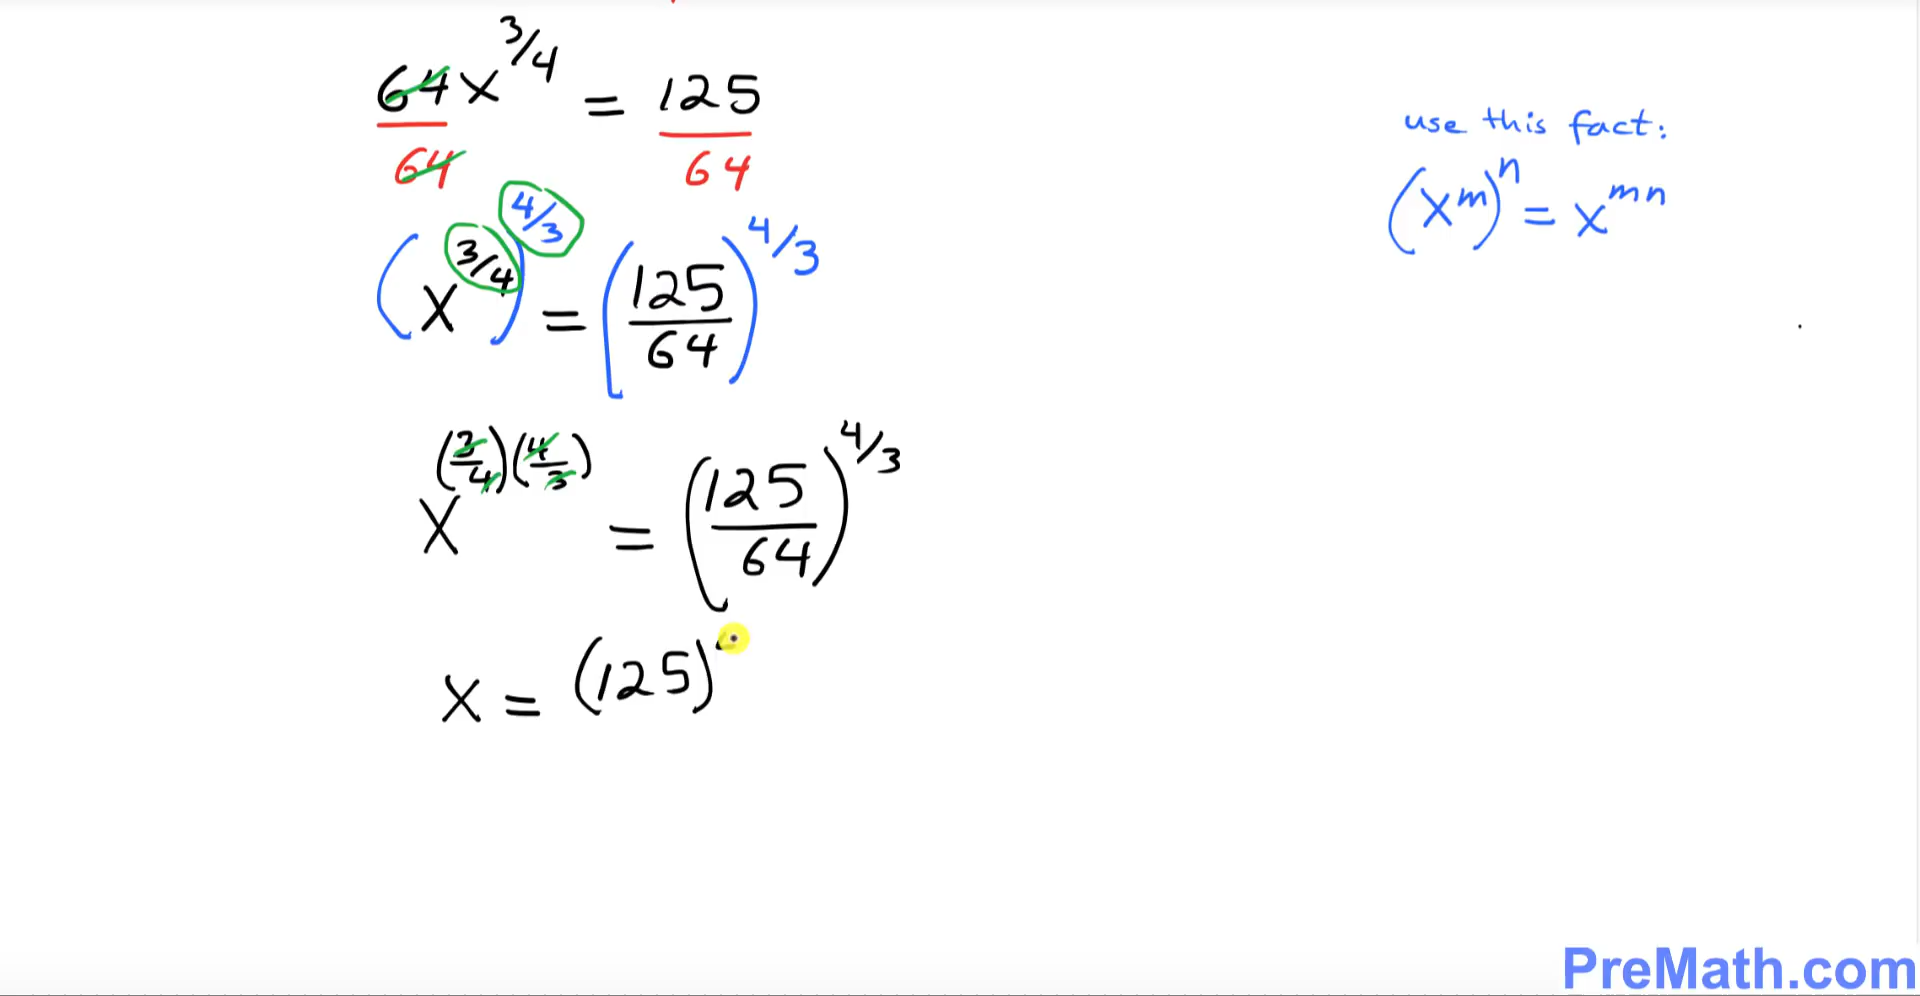 64x^3/4 = 125
64 64
(x^3/4)^4/3 = (125/64)^4/3
x^(3/4)(4/3) = (125/64)^4/3
x = (125)
use this fact:
(x^m)^n = x^mn
PreMath.com